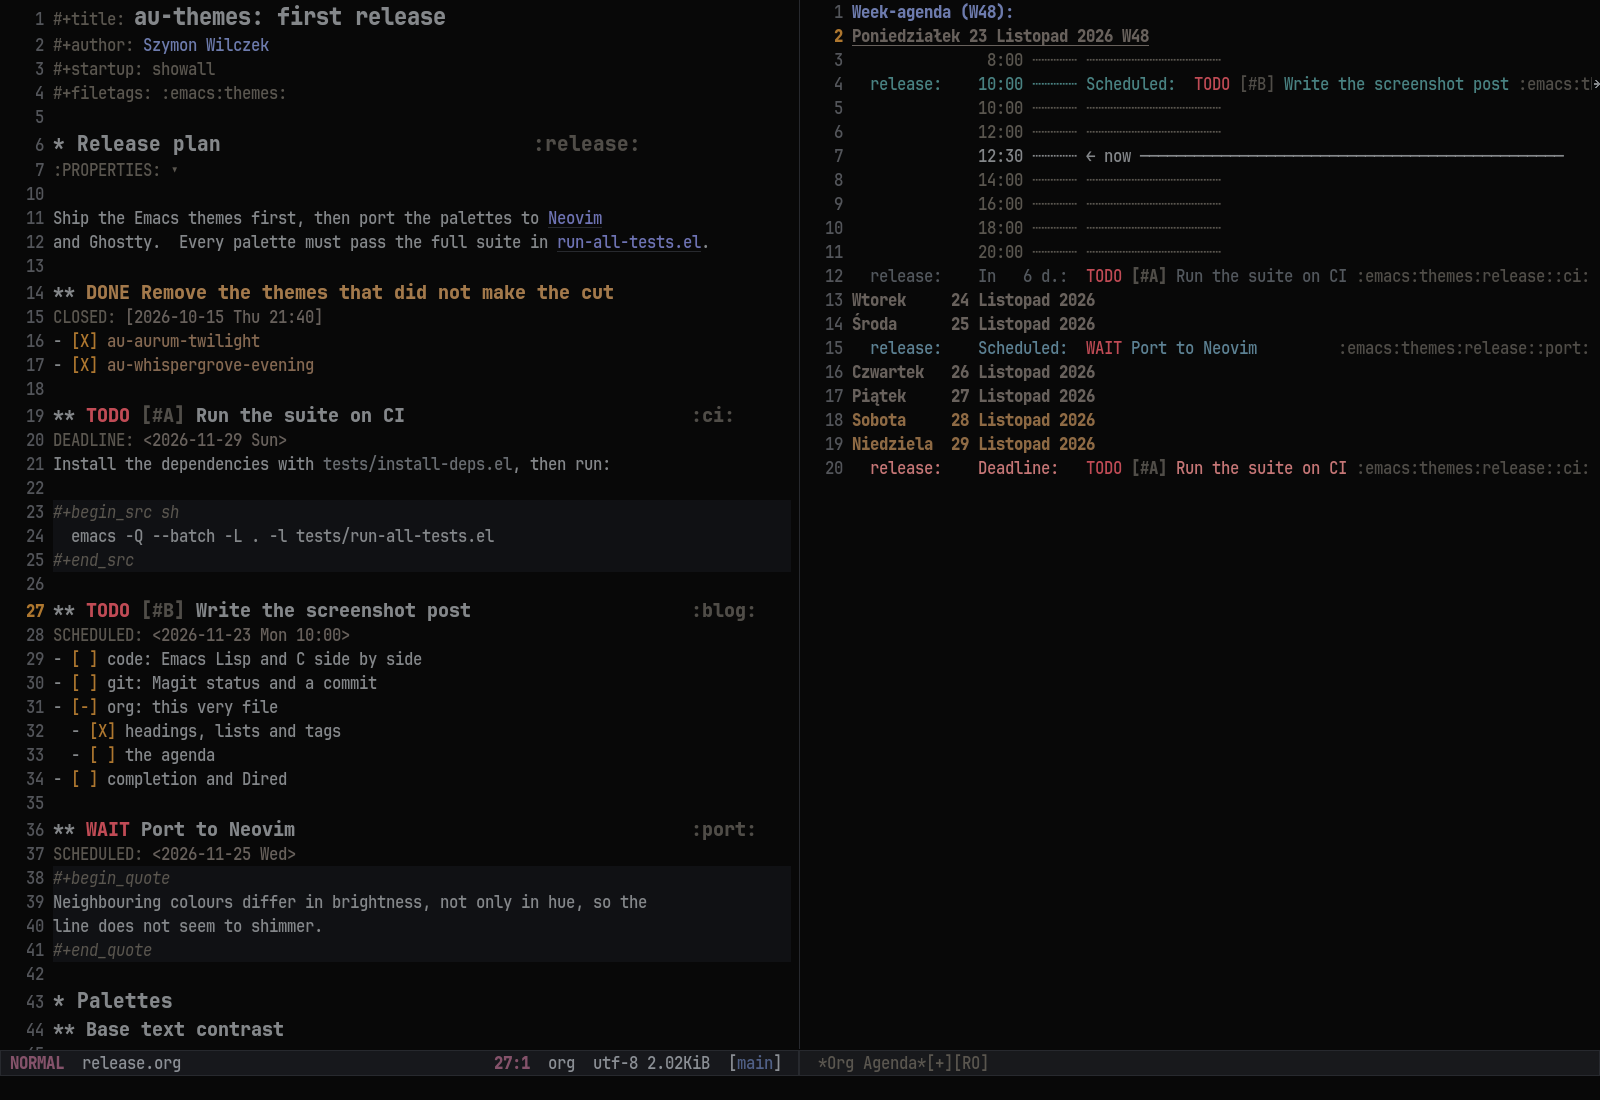 1 #+title: au-themes: first release
2 #+author: Szymon Wilczek
3 #+startup: showall
4 #+filetags: :emacs:themes:
5
6 * Release plan :release:
7 :PROPERTIES: ▾
10
11 Ship the Emacs themes first, then port the palettes to Neovim
12 and Ghostty.  Every palette must pass the full suite in run-all-tests.el.
13
14 ** DONE Remove the themes that did not make the cut
15 CLOSED: [2026-10-15 Thu 21:40]
16 - [X] au-aurum-twilight
17 - [X] au-whispergrove-evening
18
19 ** TODO [#A] Run the suite on CI :ci:
20 DEADLINE: <2026-11-29 Sun>
21 Install the dependencies with tests/install-deps.el, then run:
22
23 #+begin_src sh
24   emacs -Q --batch -L . -l tests/run-all-tests.el
25 #+end_src
26
27 ** TODO [#B] Write the screenshot post :blog:
28 SCHEDULED: <2026-11-23 Mon 10:00>
29 - [ ] code: Emacs Lisp and C side by side
30 - [ ] git: Magit status and a commit
31 - [-] org: this very file
32   - [X] headings, lists and tags
33   - [ ] the agenda
34 - [ ] completion and Dired
35
36 ** WAIT Port to Neovim :port:
37 SCHEDULED: <2026-11-25 Wed>
38 #+begin_quote
39 Neighbouring colours differ in brightness, not only in hue, so the
40 line does not seem to shimmer.
41 #+end_quote
42
43 * Palettes
44 ** Base text contrast
NORMAL  release.org  27:1  org  utf-8 2.02KiB  [main]
1 Week-agenda (W48):
2 Poniedziałek 23 Listopad 2026 W48
3 8:00 ┄┄┄┄┄ ┄┄┄┄┄┄┄┄┄┄┄┄┄┄┄
4 release: 10:00 ┄┄┄┄┄ Scheduled: TODO [#B] Write the screenshot post :emacs:t
5 10:00 ┄┄┄┄┄ ┄┄┄┄┄┄┄┄┄┄┄┄┄┄┄
6 12:00 ┄┄┄┄┄ ┄┄┄┄┄┄┄┄┄┄┄┄┄┄┄
7 12:30 ┄┄┄┄┄ ← now ───────────────────────────────────────────────
8 14:00 ┄┄┄┄┄ ┄┄┄┄┄┄┄┄┄┄┄┄┄┄┄
9 16:00 ┄┄┄┄┄ ┄┄┄┄┄┄┄┄┄┄┄┄┄┄┄
10 18:00 ┄┄┄┄┄ ┄┄┄┄┄┄┄┄┄┄┄┄┄┄┄
11 20:00 ┄┄┄┄┄ ┄┄┄┄┄┄┄┄┄┄┄┄┄┄┄
12 release: In   6 d.: TODO [#A] Run the suite on CI :emacs:themes:release::ci:
13 Wtorek 24 Listopad 2026
14 Środa 25 Listopad 2026
15 release: Scheduled: WAIT Port to Neovim :emacs:themes:release::port:
16 Czwartek 26 Listopad 2026
17 Piątek 27 Listopad 2026
18 Sobota 28 Listopad 2026
19 Niedziela 29 Listopad 2026
20 release: Deadline: TODO [#A] Run the suite on CI :emacs:themes:release::ci:
*Org Agenda*[+][RO]